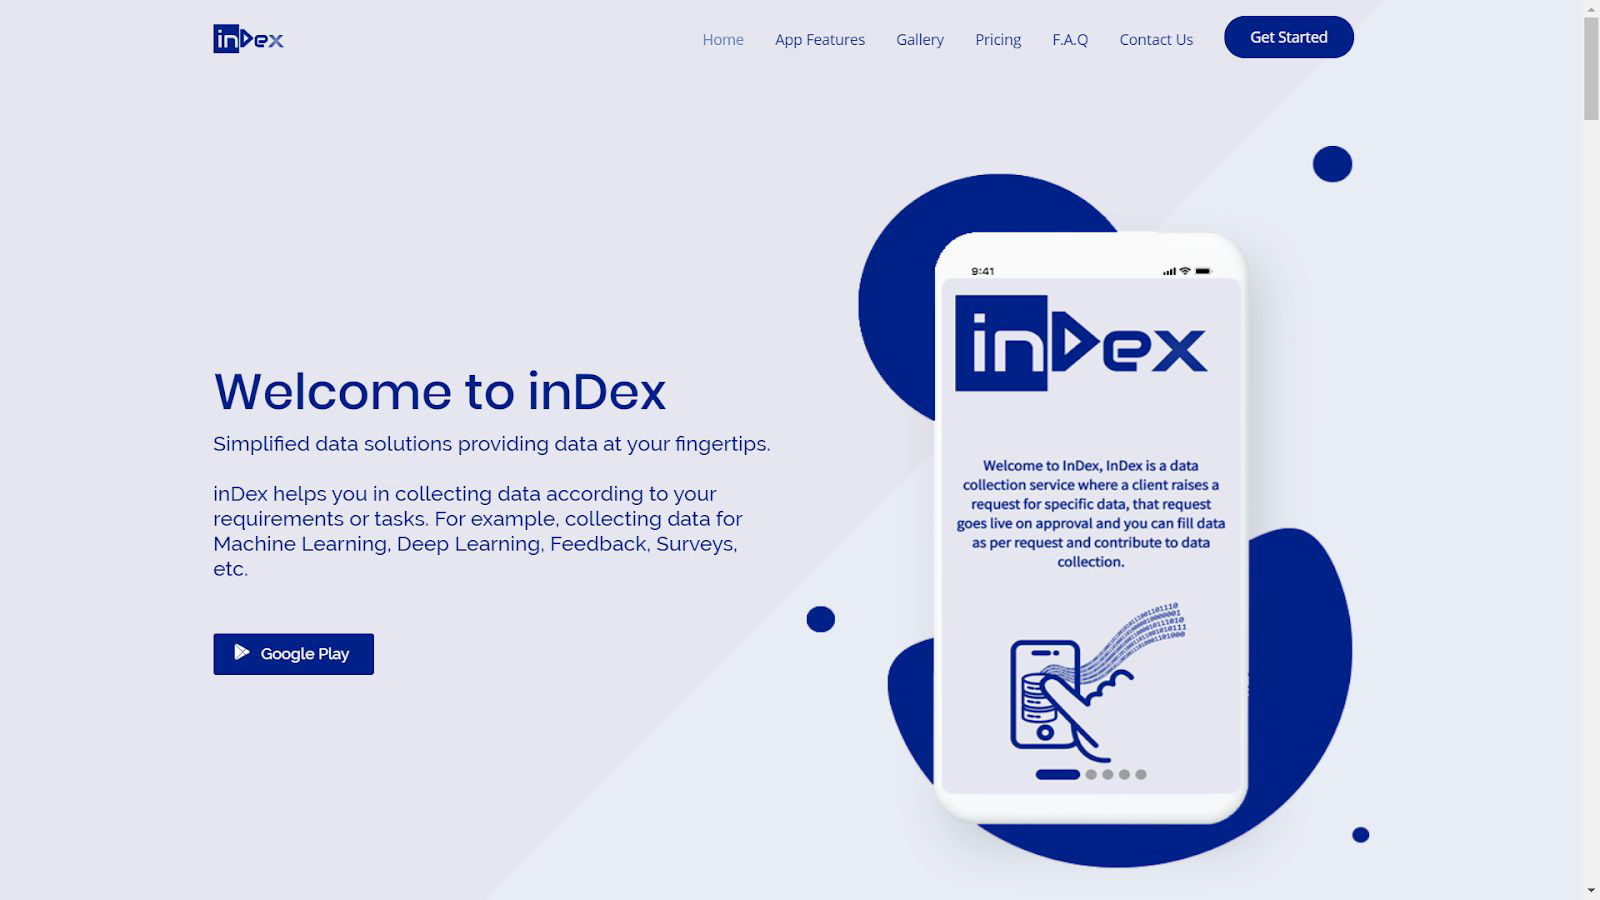 inDex
Home
App Features
Gallery
Pricing
F.A.Q
Contact Us
Get Started
Welcome to inDex
Simplified data solutions providing data at your fingertips.
inDex helps you in collecting data according to your
requirements or tasks. For example, collecting data for
Machine Learning, Deep Learning, Feedback, Surveys,
etc.
Google Play
9:41
inDex
Welcome to InDex, InDex is a data
collection service where a client raises a
request for specific data, that request
goes live on approval and you can fill data
as per request and contribute to data
collection.